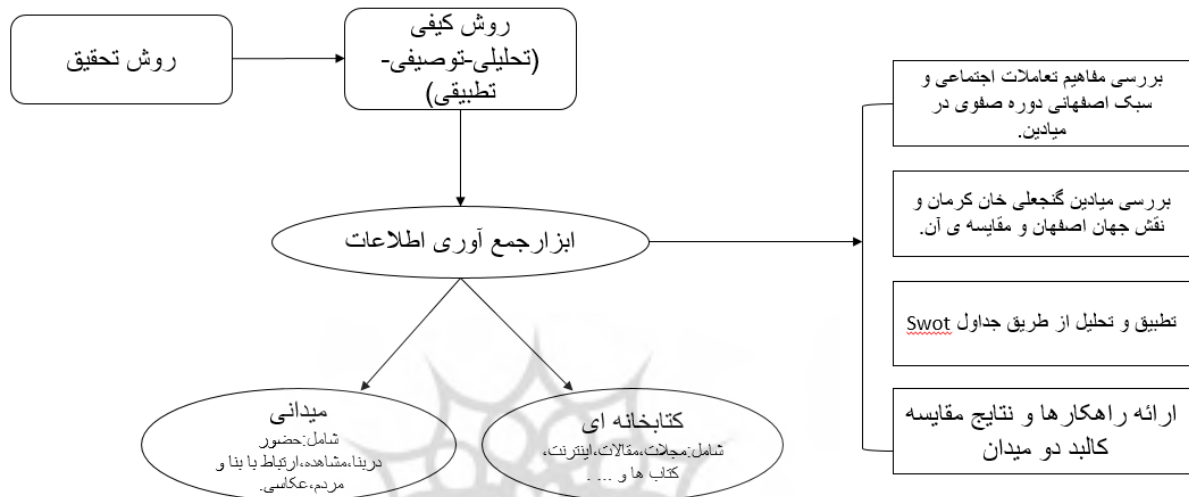 روش تحقیق
روش کیفی
(تحلیلی-توصیفی-
تطبیقی)
ابزارجمع آوری اطلاعات
میدانی
شامل:حضور
دربنا،مشاهده،ارتباط با بنا و
مردم،عکاسی.
کتابخانه ای
شامل:مجلات،مقالات،اینترنت،
کتاب ها و ... .
بررسی مفاهیم تعاملات اجتماعی و
سبک اصفهانی دوره صفوی در
میادین.
بررسی میادین گنجعلی خان کرمان و
نقش جهان اصفهان و مقایسه ی آن.
تطبیق و تحلیل از طریق جداول Swot
ارائه راهکارها و نتایج مقایسه
کالبد دو میدان